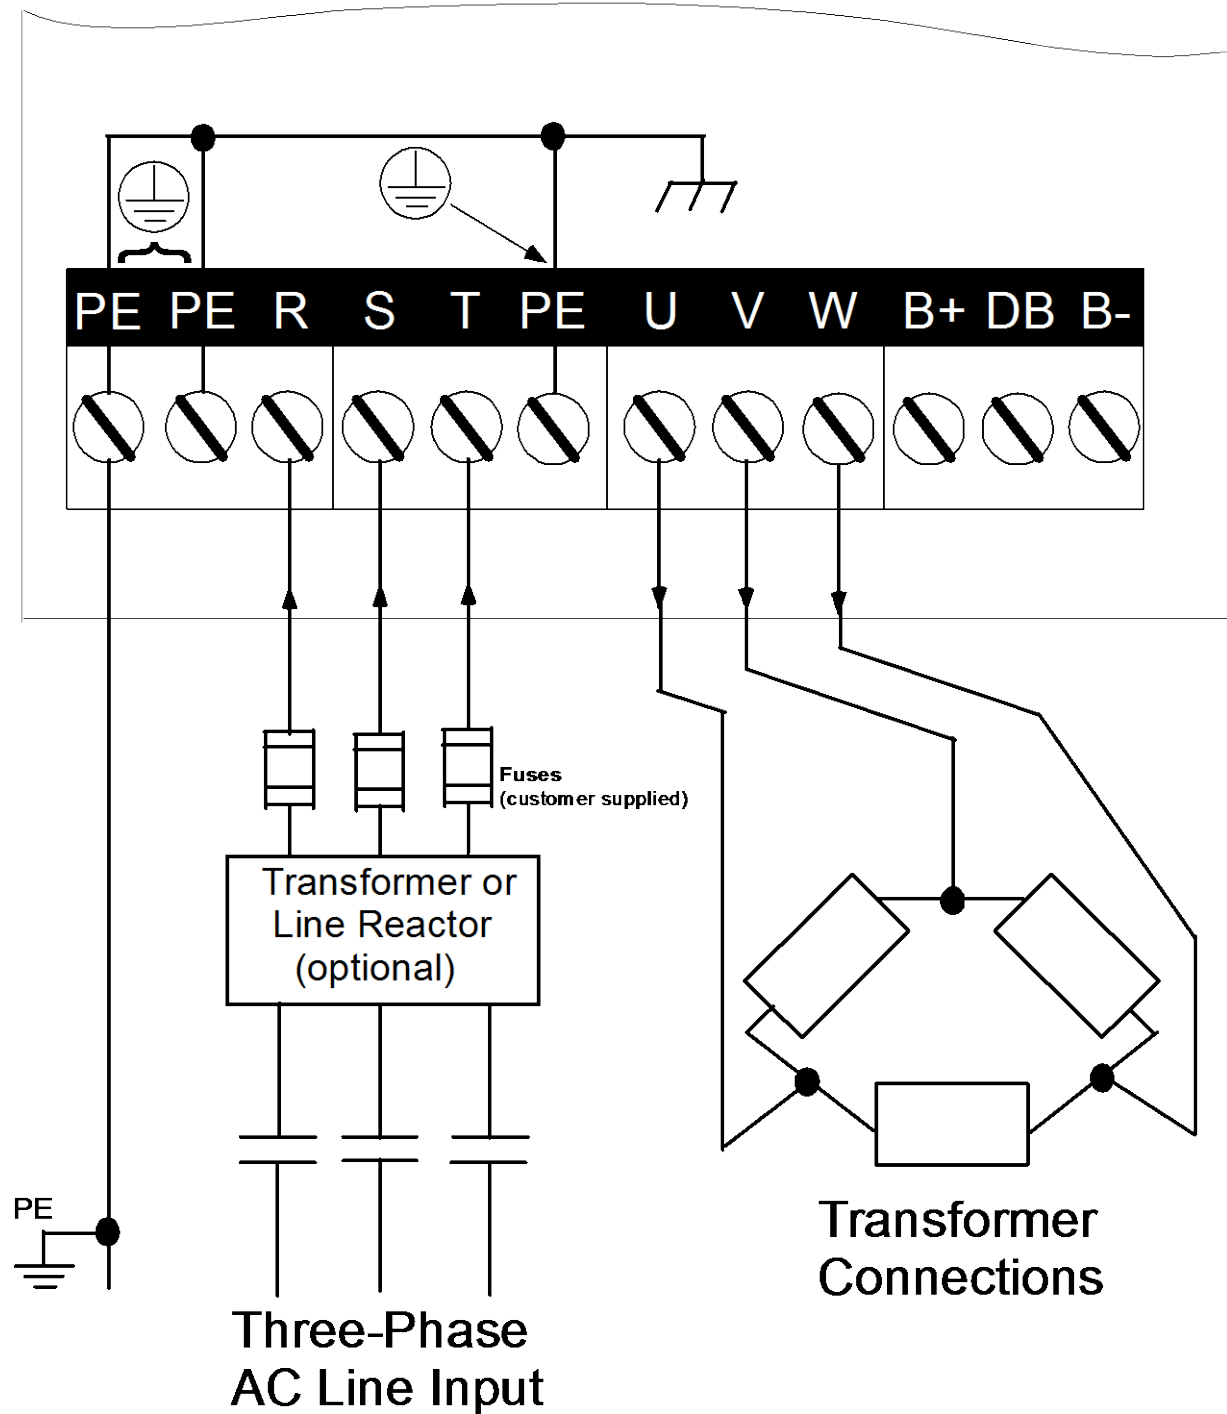 PE PE R S T PE U V W B+ DB B-
Fuses
(customer supplied)
Transformer or
Line Reactor
(optional)
PE
Transformer
Connections
Three-Phase
AC Line Input